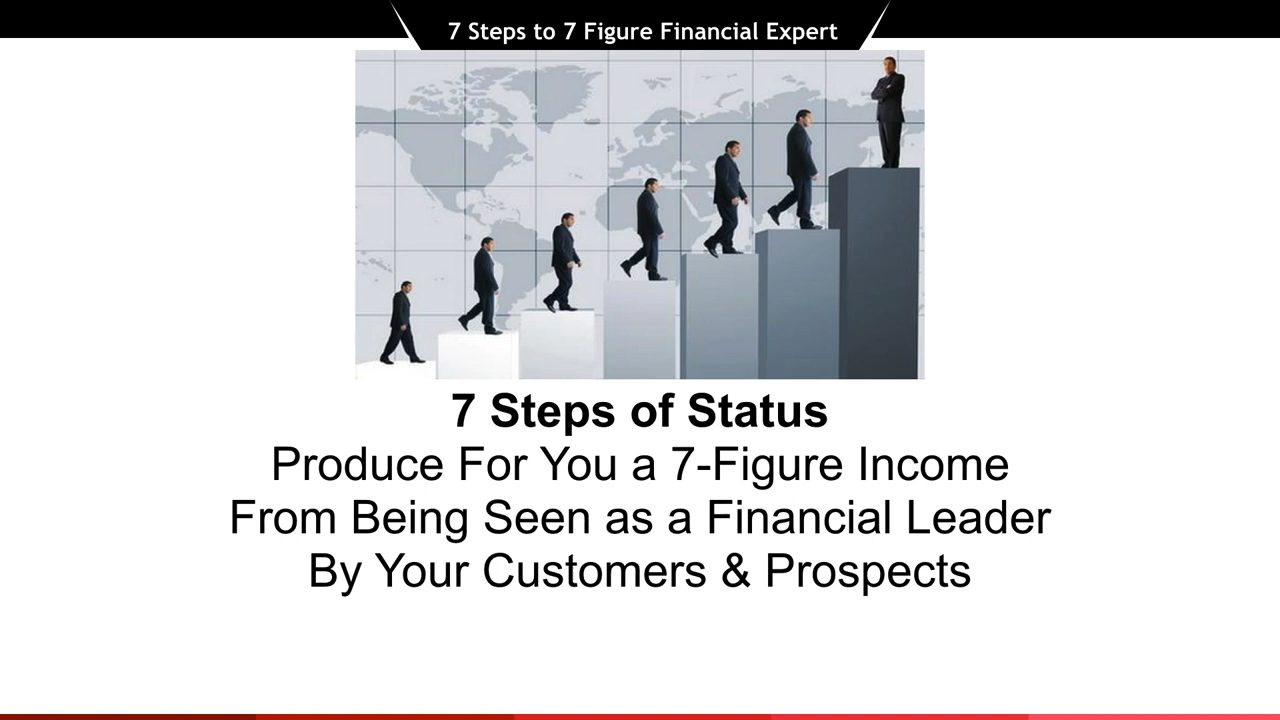 7 Steps to 7 Figure Financial Expert
7 Steps of Status
Produce For You a 7-Figure Income
From Being Seen as a Financial Leader
By Your Customers & Prospects